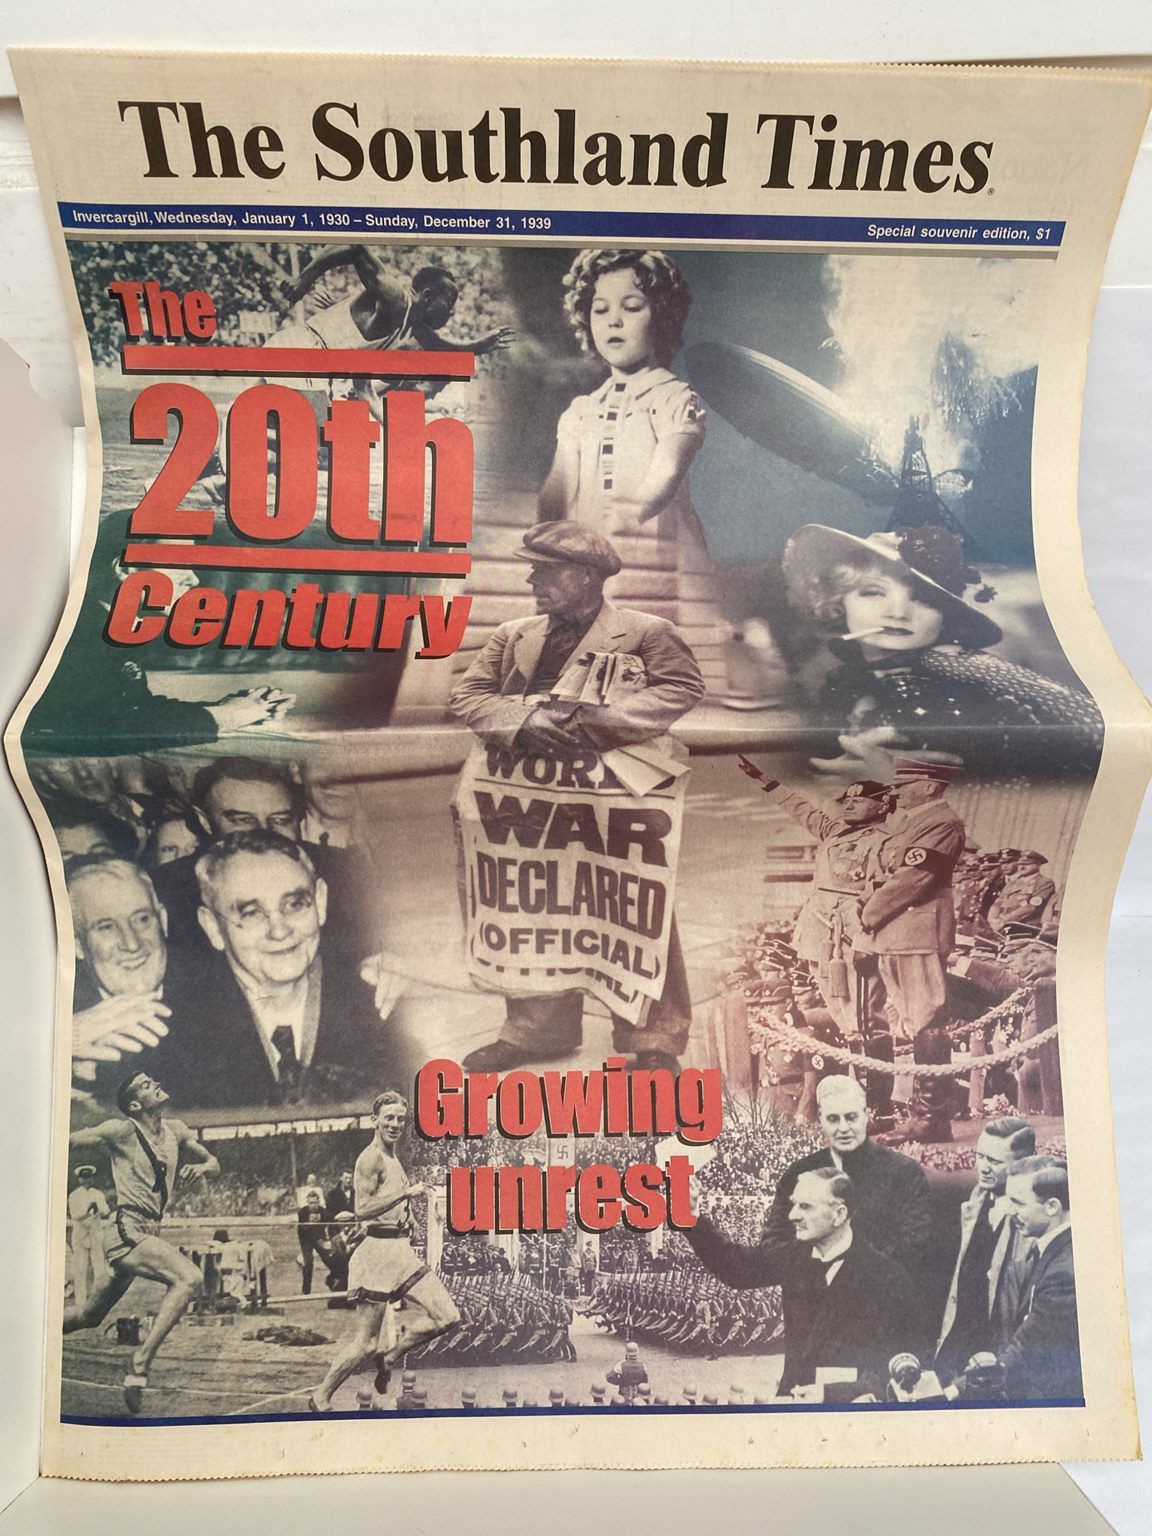 The Southland Times
Invercargill, Wednesday, January 1, 1930 – Sunday, December 31, 1939
Special souvenir edition, $1
The
20th
Century
WAR
DECLARED
(OFFICIAL)
Growing
unrest